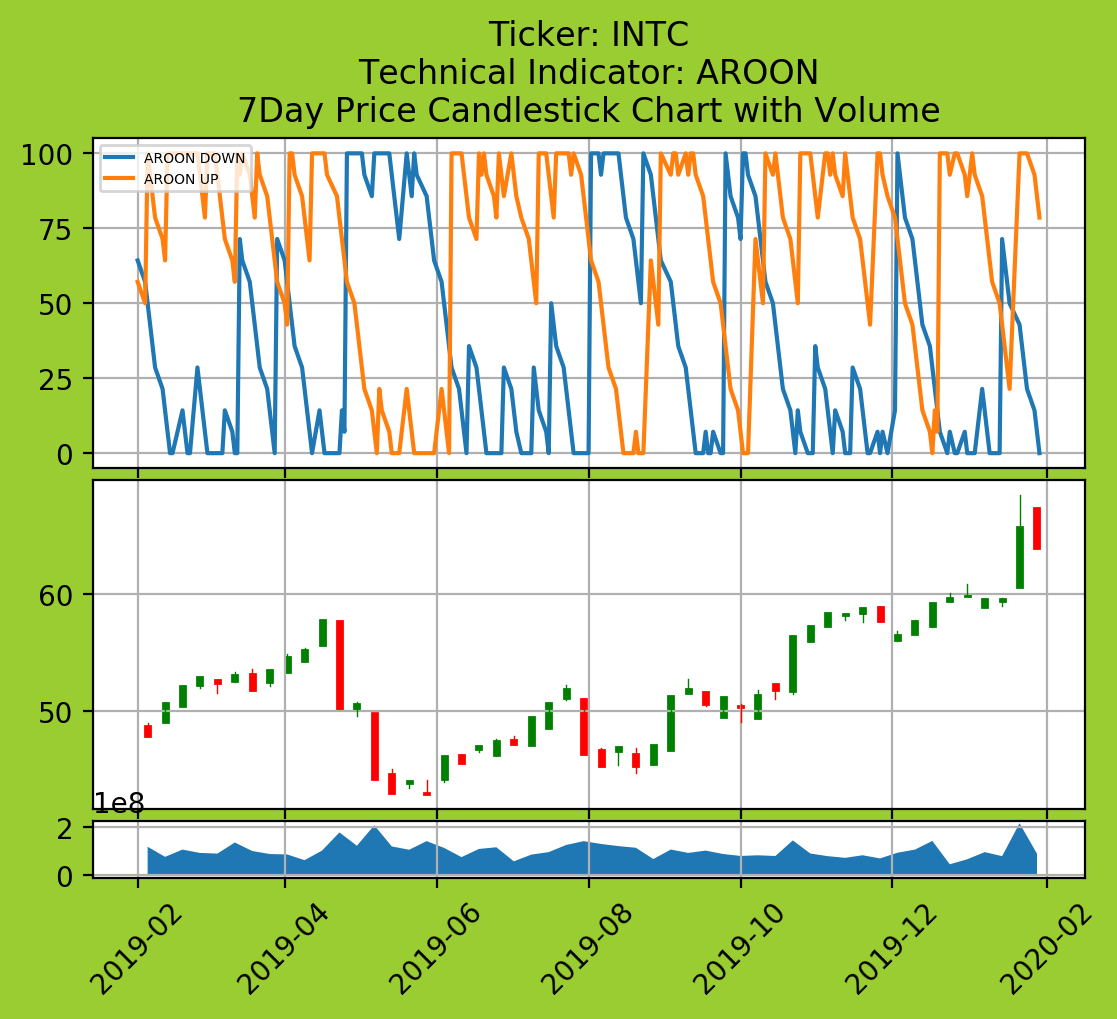 Ticker: INTC
Technical Indicator: AROON
7Day Price Candlestick Chart with Volume
100
75
50
25
0
AROON DOWN
AROON UP
60
50
1e8
2
0
2019-02
2019-04
2019-06
2019-08
2019-10
2019-12
2020-02